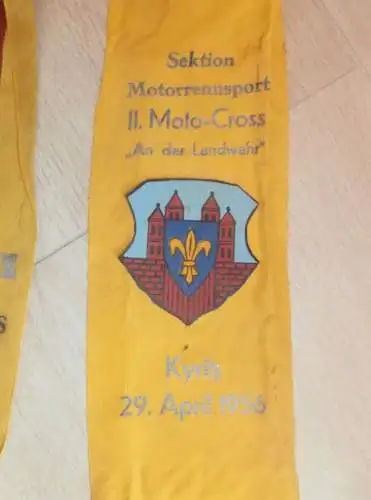 Sektion
Motorrennsport
II. Moto-Cross
„An der Landwehr"
Kyritz
29. April 1956
S